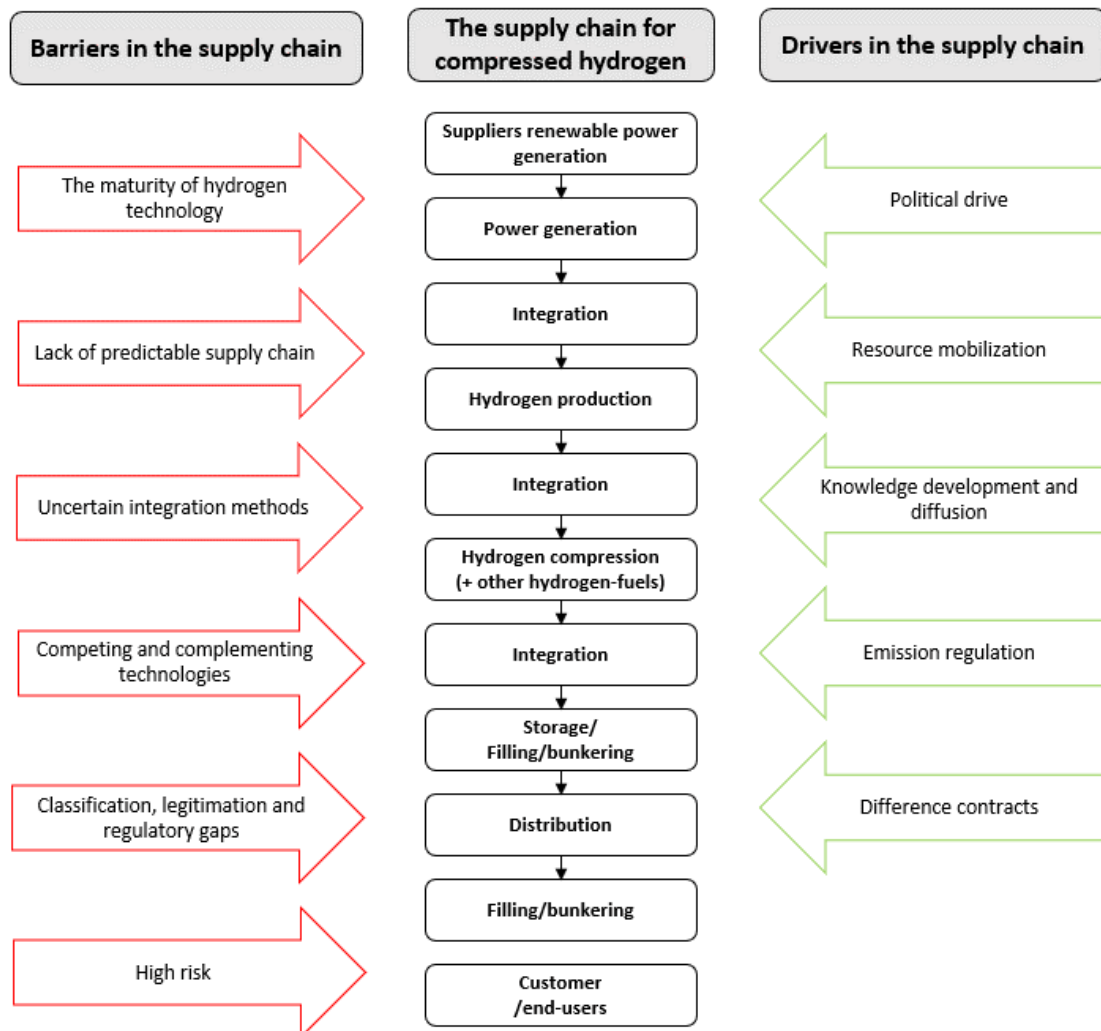 Barriers in the supply chain
The supply chain for
compressed hydrogen
Drivers in the supply chain
The maturity of hydrogen
technology
Lack of predictable supply chain
Uncertain integration methods
Competing and complementing
technologies
Classification, legitimation and
regulatory gaps
High risk
Suppliers renewable power
generation
Power generation
Integration
Hydrogen production
Integration
Hydrogen compression
(+ other hydrogen-fuels)
Integration
Storage/
Filling/bunkering
Distribution
Filling/bunkering
Customer
/end-users
Political drive
Resource mobilization
Knowledge development and
diffusion
Emission regulation
Difference contracts